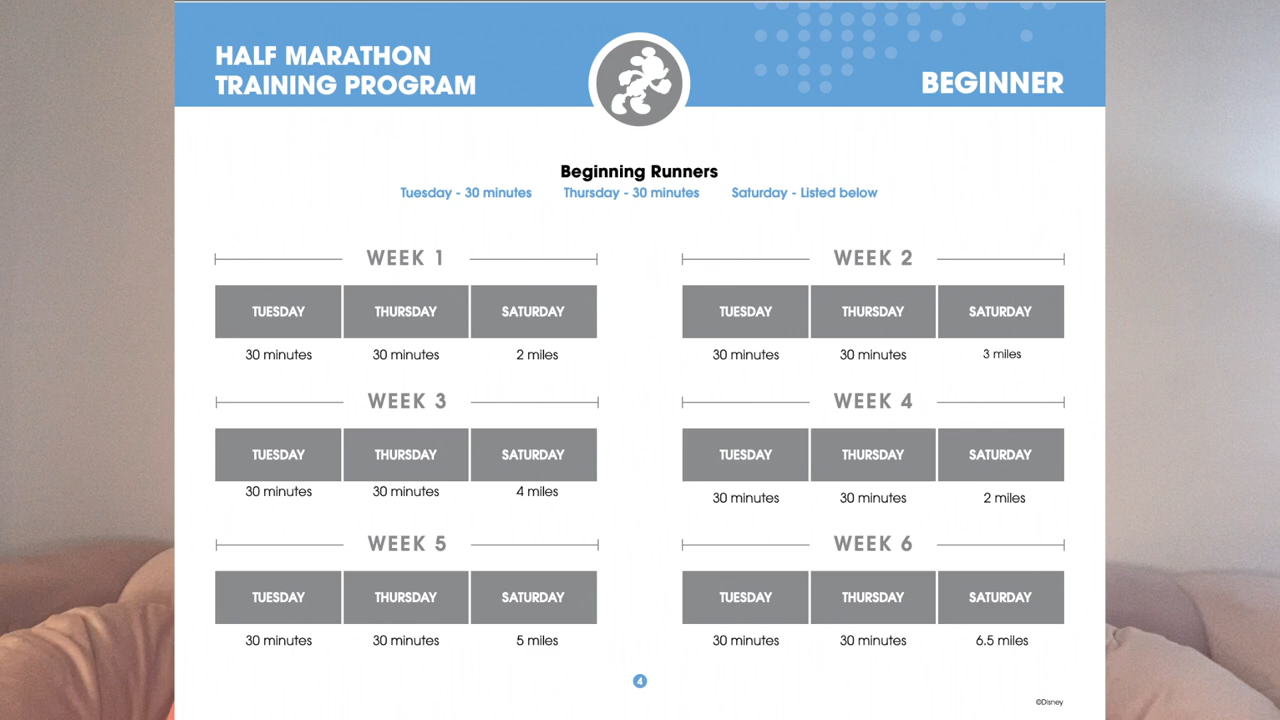 HALF MARATHON
TRAINING PROGRAM
BEGINNER
Beginning Runners
Tuesday - 30 minutes Thursday - 30 minutes Saturday - Listed below
WEEK 1
TUESDAY THURSDAY SATURDAY
30 minutes 30 minutes 2 miles
WEEK 2
TUESDAY THURSDAY SATURDAY
30 minutes 30 minutes 3 miles
WEEK 3
TUESDAY THURSDAY SATURDAY
30 minutes 30 minutes 4 miles
WEEK 4
TUESDAY THURSDAY SATURDAY
30 minutes 30 minutes 2 miles
WEEK 5
TUESDAY THURSDAY SATURDAY
30 minutes 30 minutes 5 miles
WEEK 6
TUESDAY THURSDAY SATURDAY
30 minutes 30 minutes 6.5 miles
4
©Disney